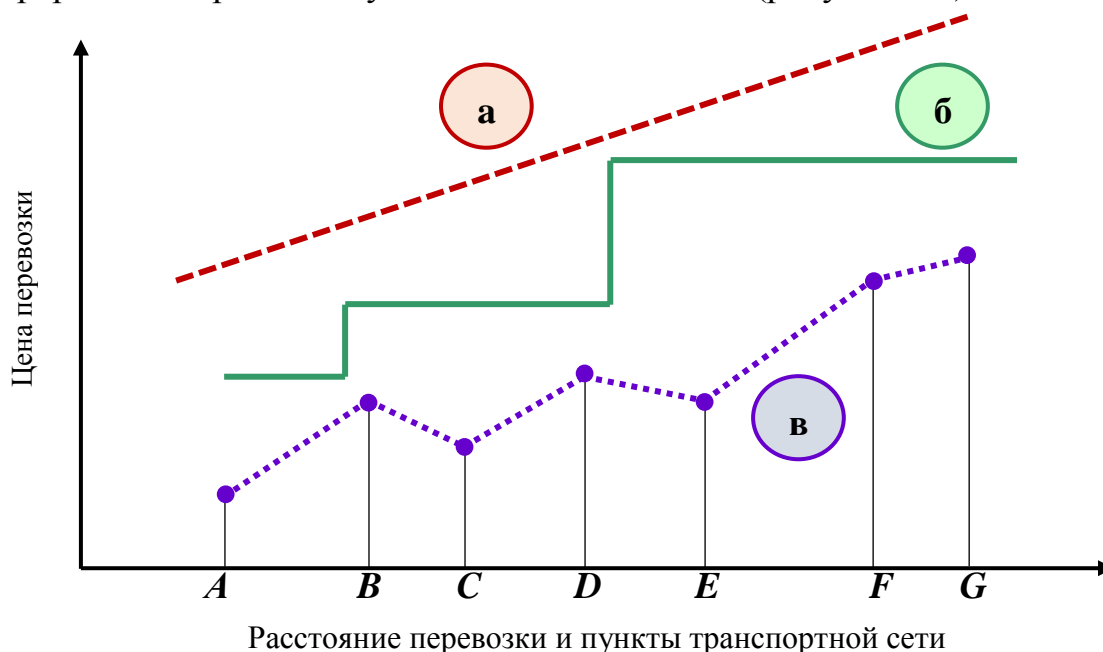 а
б
Цена перевозки
в
A B C D E F G
Расстояние перевозки и пункты транспортной сети